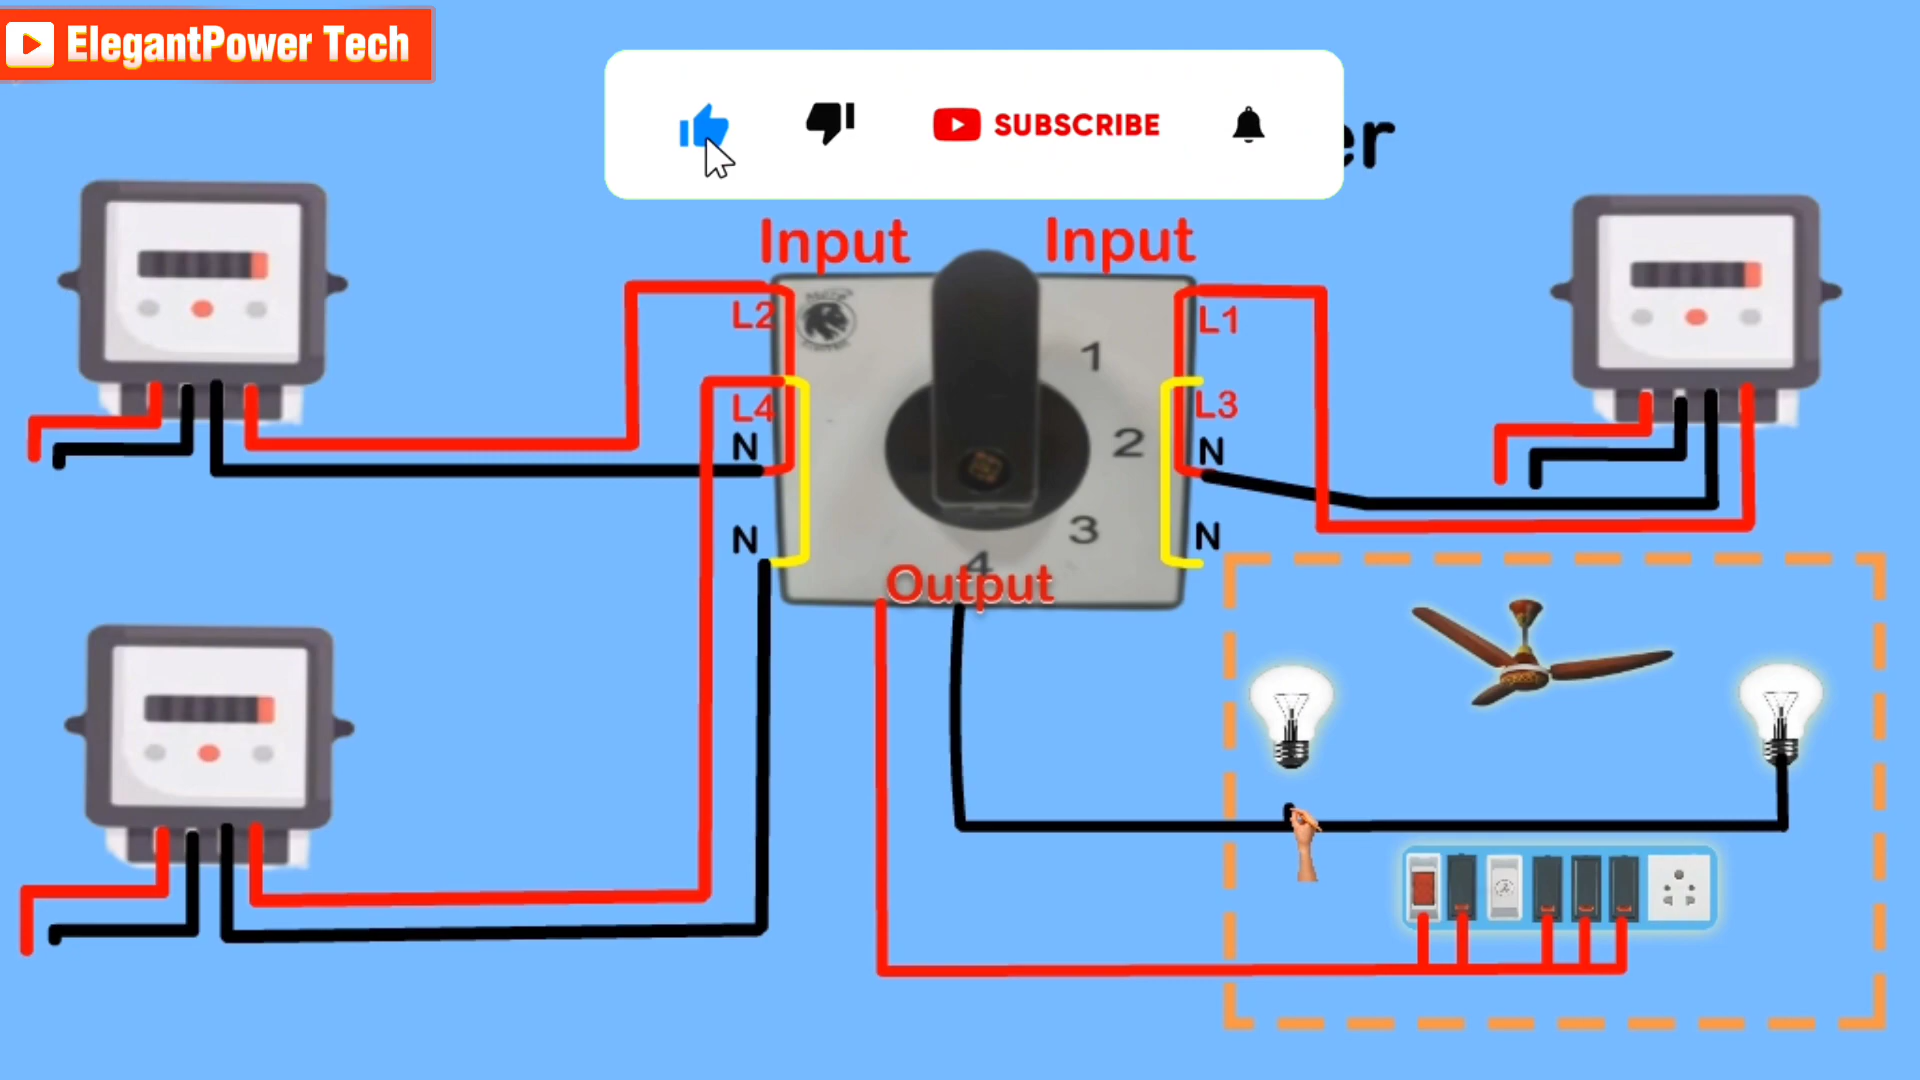 ElegantPower Tech
SUBSCRIBE
er
Input Input
L2 L1
L4 L3
N N
N N
1
2
3
4
Output